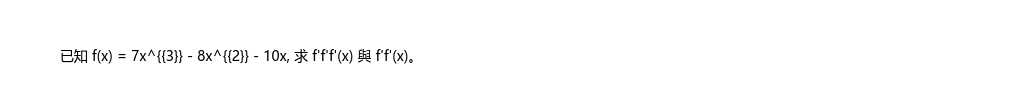 已知 f(x) = 7x^{{3}} - 8x^{{2}} - 10x, 求 f'f'f'(x) 與 f'f'(x)。